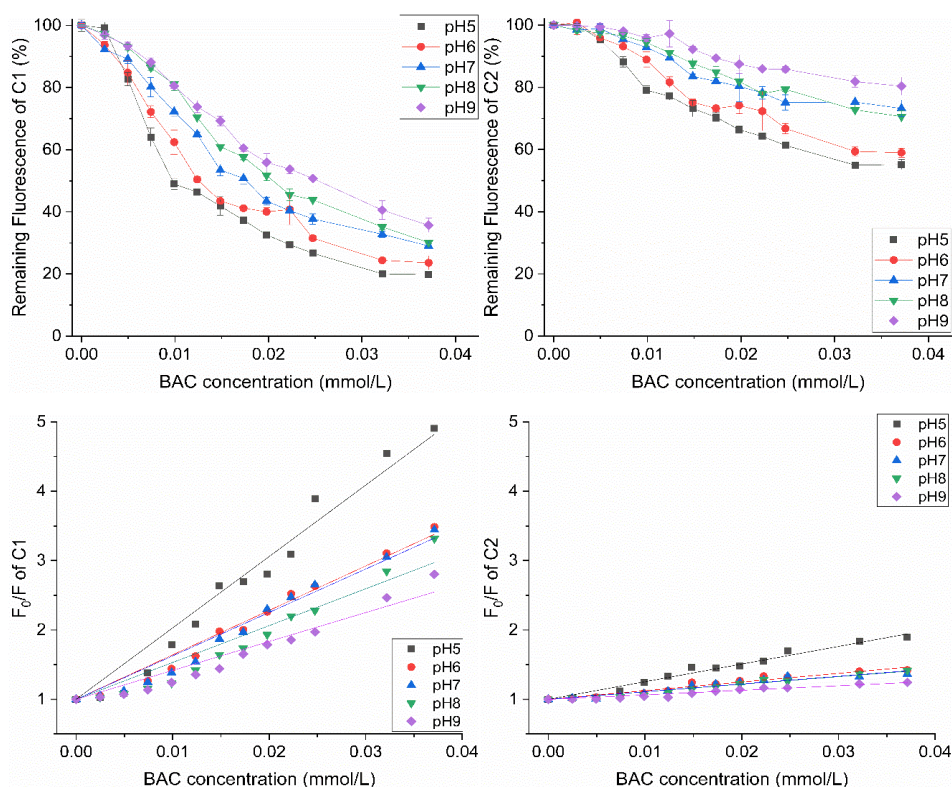 Remaining Fluorescence of C1 (%)
100
80
60
40
20
0
0.00 0.01 0.02 0.03 0.04
BAC concentration (mmol/L)
pH5
pH6
pH7
pH8
pH9
Remaining Fluorescence of C2 (%)
100
80
60
40
20
0
0.00 0.01 0.02 0.03 0.04
BAC concentration (mmol/L)
pH5
pH6
pH7
pH8
pH9
F₀/F of C1
5
4
3
2
1
0.00 0.01 0.02 0.03 0.04
BAC concentration (mmol/L)
pH5
pH6
pH7
pH8
pH9
F₀/F of C2
5
4
3
2
1
0.00 0.01 0.02 0.03 0.04
BAC concentration (mmol/L)
pH5
pH6
pH7
pH8
pH9